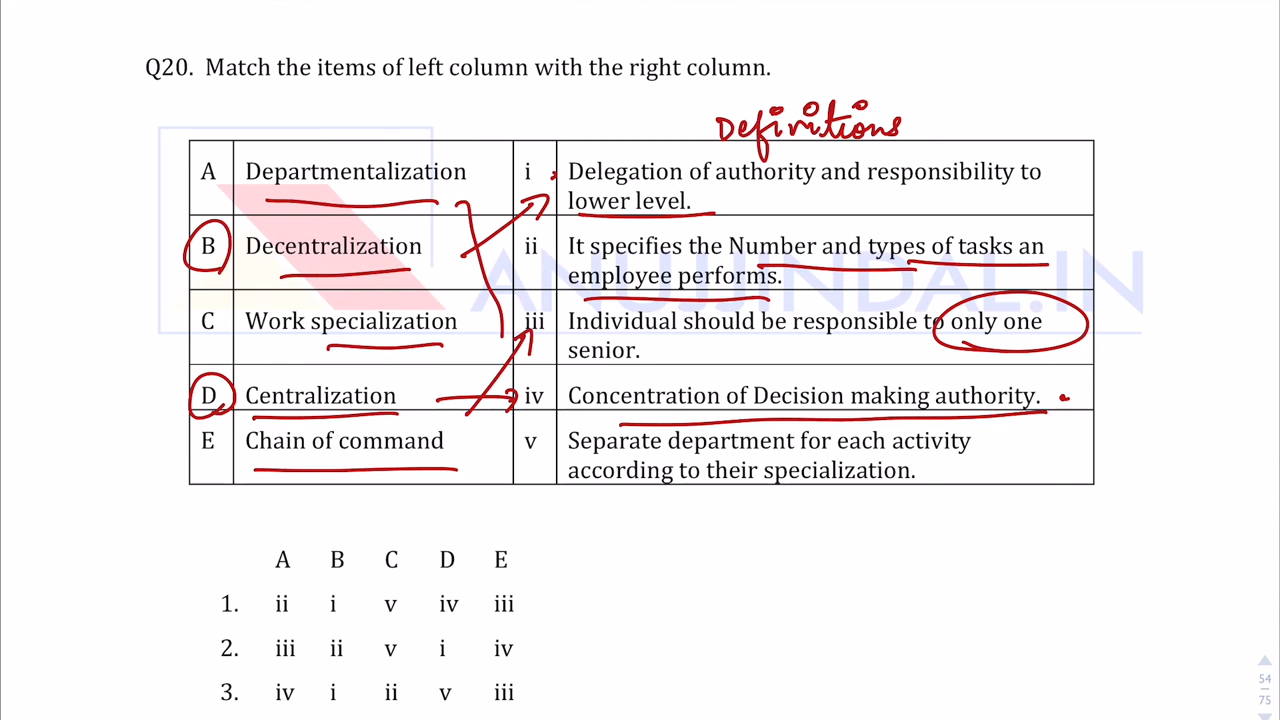 Q20. Match the items of left column with the right column.
Definitions
A Departmentalization i Delegation of authority and responsibility to
lower level.
B Decentralization ii It specifies the Number and types of tasks an
employee performs.
C Work specialization iii Individual should be responsible to only one
senior.
D Centralization iv Concentration of Decision making authority.
E Chain of command v Separate department for each activity
according to their specialization.
ANUJJINDAL.IN
A B C D E
1. ii i v iv iii
2. iii ii v i iv
3. iv i ii v iii
54
75